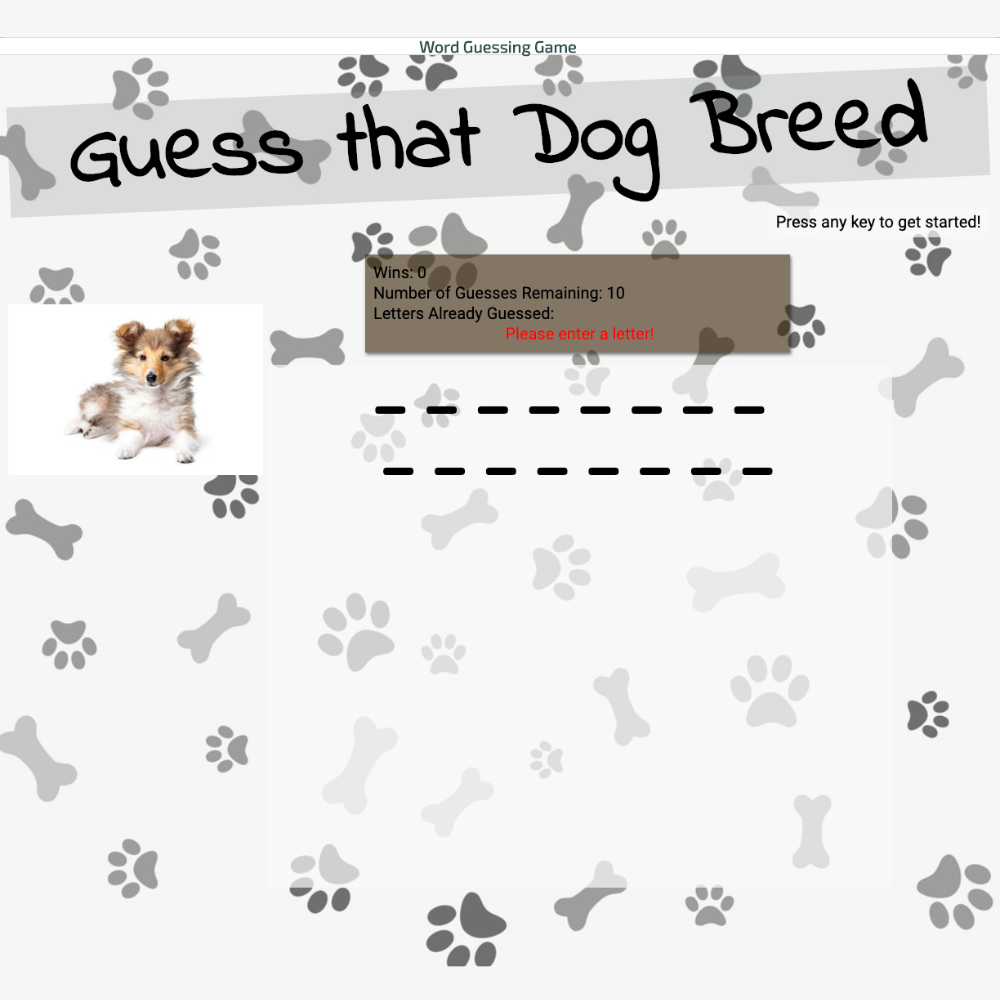 Word Guessing Game
Guess that Dog Breed
Press any key to get started!
Wins: 0
Number of Guesses Remaining: 10
Letters Already Guessed:
Please enter a letter!
_ _ _ _ _ _ _ _
_ _ _ _ _ _ _ _